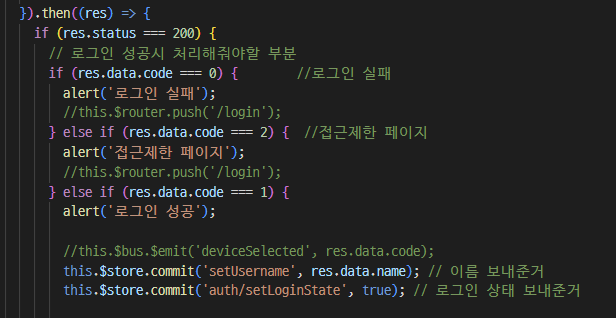 }).then((res) => {
if (res.status === 200) {
// 로그인 성공시 처리해줘야할 부분
if (res.data.code === 0) { //로그인 실패
alert('로그인 실패');
//this.$router.push('/login');
} else if (res.data.code === 2) { //접근제한 페이지
alert('접근제한 페이지');
//this.$router.push('/login');
} else if (res.data.code === 1) {
alert('로그인 성공');
//this.$bus.$emit('deviceSelected', res.data.code);
this.$store.commit('setUsername', res.data.name); // 이름 보내준거
this.$store.commit('auth/setLoginState', true); // 로그인 상태 보내준거